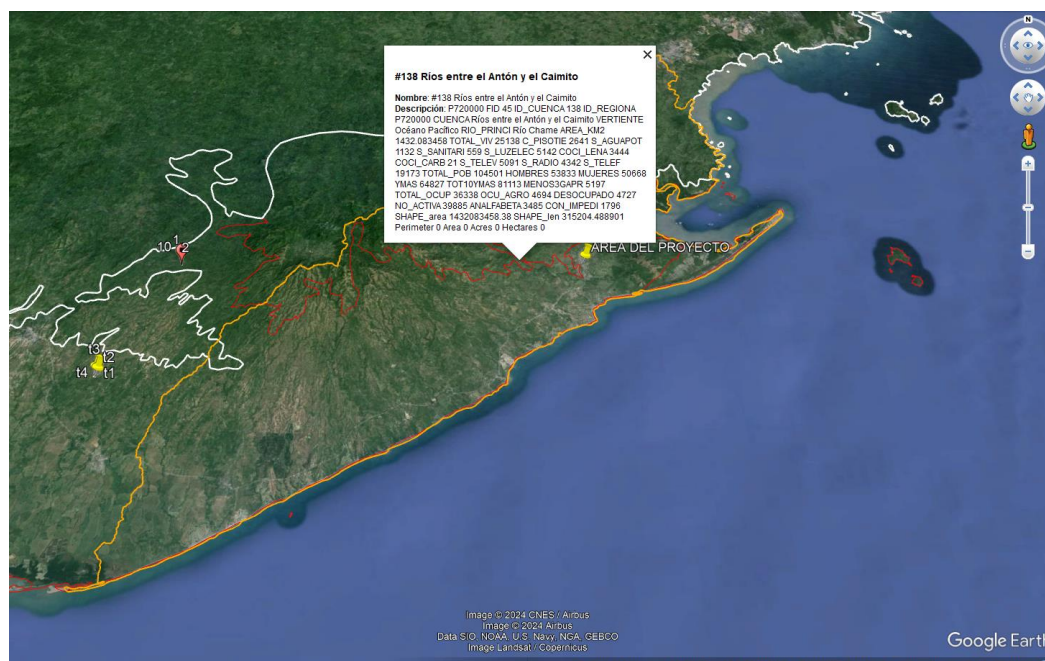 N
#138 Ríos entre el Antón y el Caimito
Nombre: #138 Ríos entre el Antón y el Caimito
Descripción: P720000 FID 45 ID_CUENCA 138 ID_REGIONA
P720000 CUENCA Ríos entre el Antón y el Caimito VERTIENTE
Océano Pacífico RIO_PRINCI Río Chame AREA_KM2
1432.083458 TOTAL_VIV 25138 C_PISOTIE 2641 S_AGUAPOT
1132 S_SANITARI 559 S_LUZELEC 5142 COCI_LENA 3444
COCI_CARB 21 S_TELEV 5091 S_RADIO 4342 S_TELEF
19173 TOTAL_POB 104501 HOMBRES 53833 MUJERES 50668
YMAS 64827 TOT10YMAS 81113 MENOS3GAPR 5197
TOTAL_OCUP 36338 OCU_AGRO 4694 DESOCUPADO 4727
NO_ACTIVA 39885 ANALFABETA 3485 CON_IMPEDI 1796
SHAPE_area 1432083458.38 SHAPE_len 315204.488901
Perimeter 0 Area 0 Acres 0 Hectares 0
10 1 2
AREA DEL PROYECTO
t3 t2
t4 t1
Image © 2024 CNES / Airbus
Image © 2024 Airbus
Data SIO, NOAA, U.S. Navy, NGA, GEBCO
Image Landsat / Copernicus
Google Earth